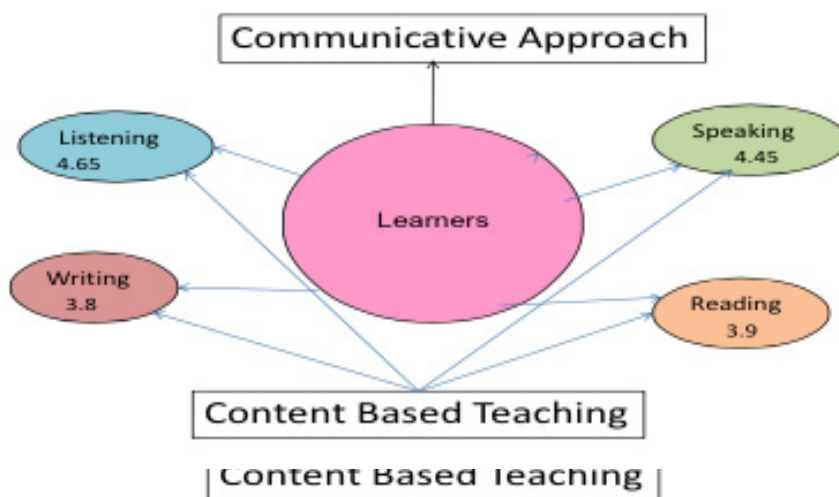 Communicative Approach
Listening
4.65
Speaking
4.45
Learners
Writing
3.8
Reading
3.9
Content Based Teaching
Content Based Teaching